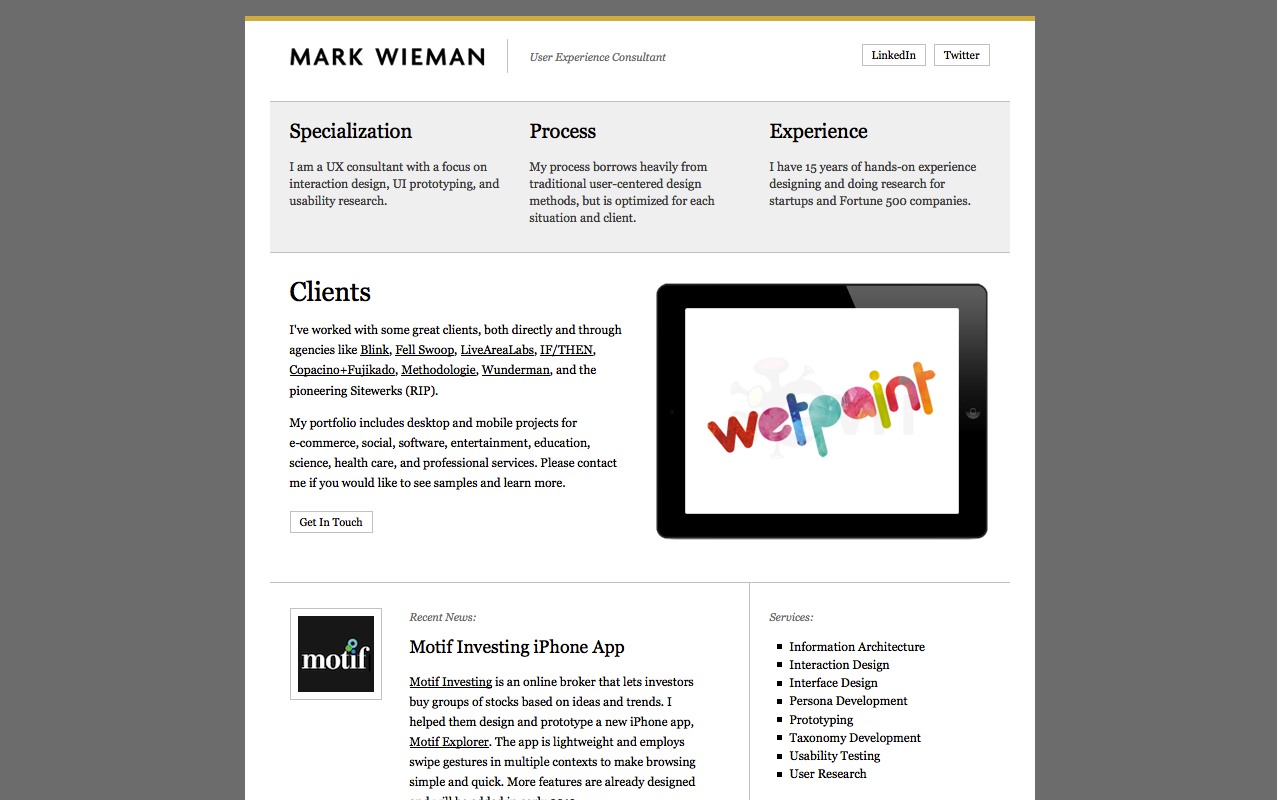 MARK WIEMAN
User Experience Consultant
LinkedIn
Twitter
Specialization
I am a UX consultant with a focus on
interaction design, UI prototyping, and
usability research.
Process
My process borrows heavily from
traditional user-centered design
methods, but is optimized for each
situation and client.
Experience
I have 15 years of hands-on experience
designing and doing research for
startups and Fortune 500 companies.
Clients
I've worked with some great clients, both directly and through
agencies like Blink, Fell Swoop, LiveAreaLabs, IF/THEN,
Copacino+Fujikado, Methodologie, Wunderman, and the
pioneering Sitewerks (RIP).
My portfolio includes desktop and mobile projects for
e-commerce, social, software, entertainment, education,
science, health care, and professional services. Please contact
me if you would like to see samples and learn more.
Get In Touch
wetpaint
motif
Recent News:
Motif Investing iPhone App
Motif Investing is an online broker that lets investors
buy groups of stocks based on ideas and trends. I
helped them design and prototype a new iPhone app,
Motif Explorer. The app is lightweight and employs
swipe gestures in multiple contexts to make browsing
simple and quick. More features are already designed
Services:
Information Architecture
Interaction Design
Interface Design
Persona Development
Prototyping
Taxonomy Development
Usability Testing
User Research